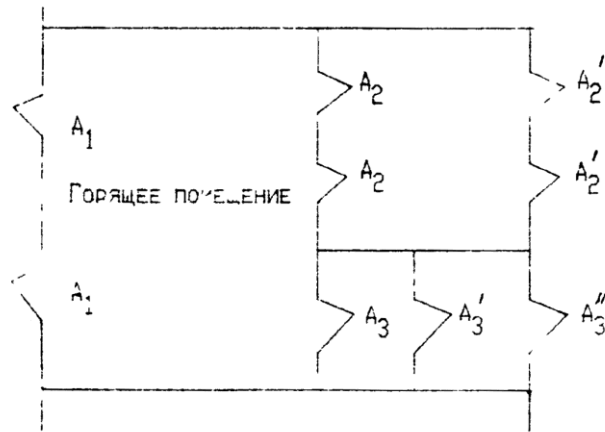 A₂ A₂'
A₁
A₂ A₂'
Горящее помещение
A₁
A₃ A₃' A₃"